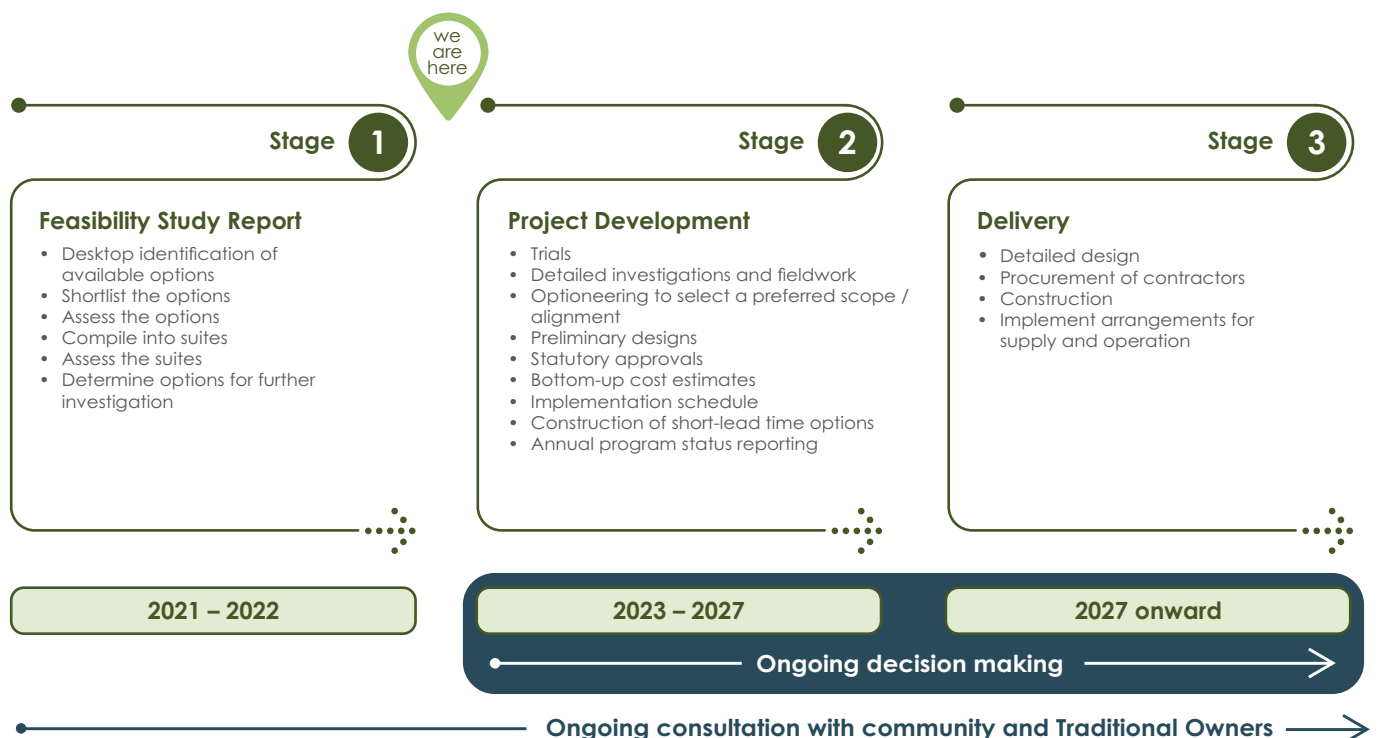 we
are
here
Stage 1
Feasibility Study Report
• Desktop identification of
available options
• Shortlist the options
• Assess the options
• Compile into suites
• Assess the suites
• Determine options for further
investigation
2021 – 2022
Stage 2
Project Development
• Trials
• Detailed investigations and fieldwork
• Optioneering to select a preferred scope /
alignment
• Preliminary designs
• Statutory approvals
• Bottom-up cost estimates
• Implementation schedule
• Construction of short-lead time options
• Annual program status reporting
2023 – 2027
Stage 3
Delivery
• Detailed design
• Procurement of contractors
• Construction
• Implement arrangements for
supply and operation
2027 onward
Ongoing decision making
Ongoing consultation with community and Traditional Owners